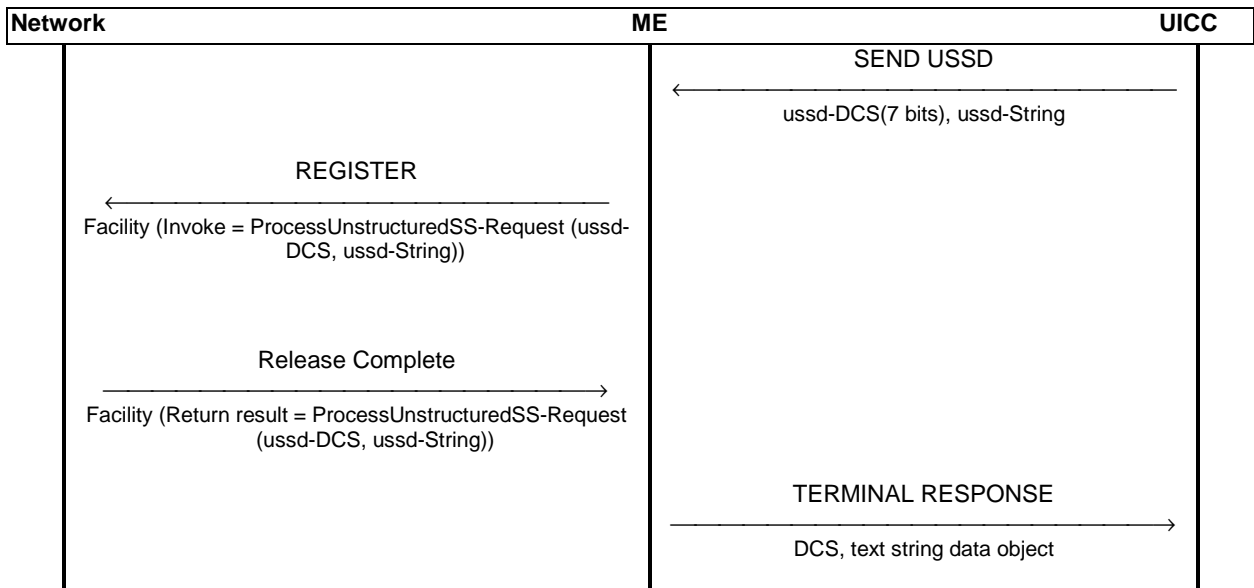 Network ME UICC
SEND USSD
ussd-DCS(7 bits), ussd-String
REGISTER
Facility (Invoke = ProcessUnstructuredSS-Request (ussd-
DCS, ussd-String))
Release Complete
Facility (Return result = ProcessUnstructuredSS-Request
(ussd-DCS, ussd-String))
TERMINAL RESPONSE
DCS, text string data object